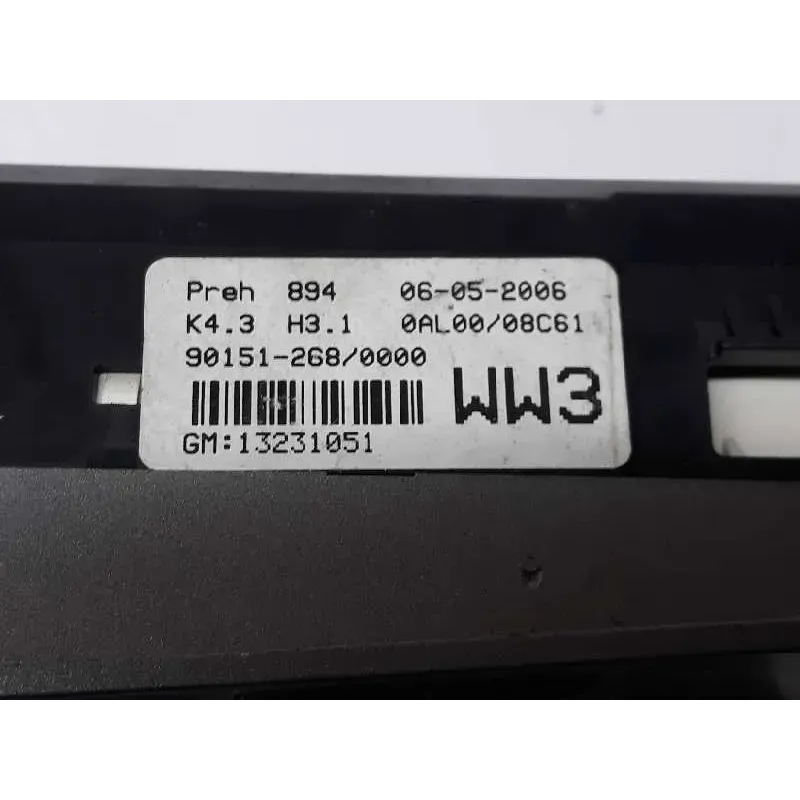 Preh 894 06-05-2006
K4.3 H3.1 0AL00/08C61
90151-268/0000
WW3
GM:13231051